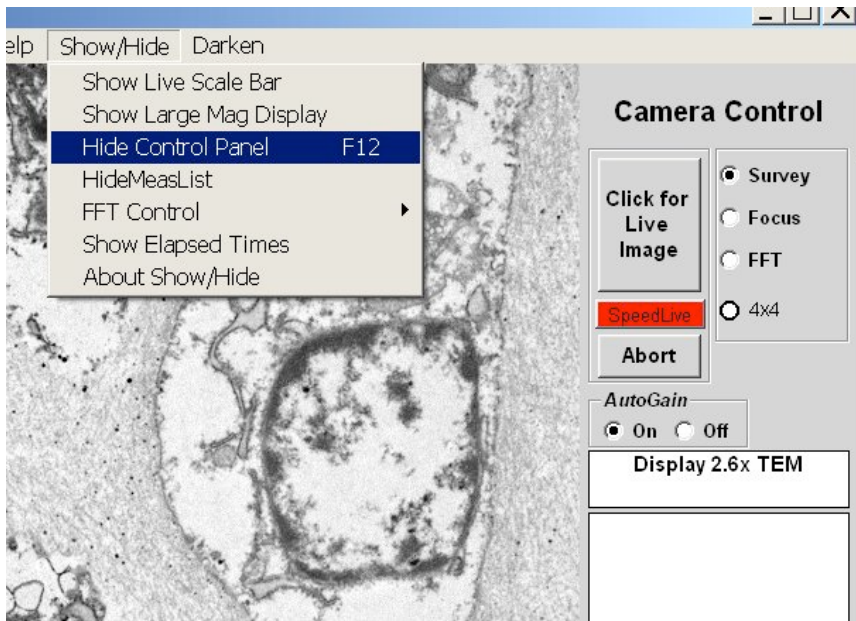 elp Show/Hide Darken
Show Live Scale Bar
Show Large Mag Display
Hide Control Panel F12
HideMeasList
FFT Control
Show Elapsed Times
About Show/Hide
Camera Control
Click for
Live
Image
SpeedLive
Abort
Survey
Focus
FFT
4x4
AutoGain
On Off
Display 2.6x TEM